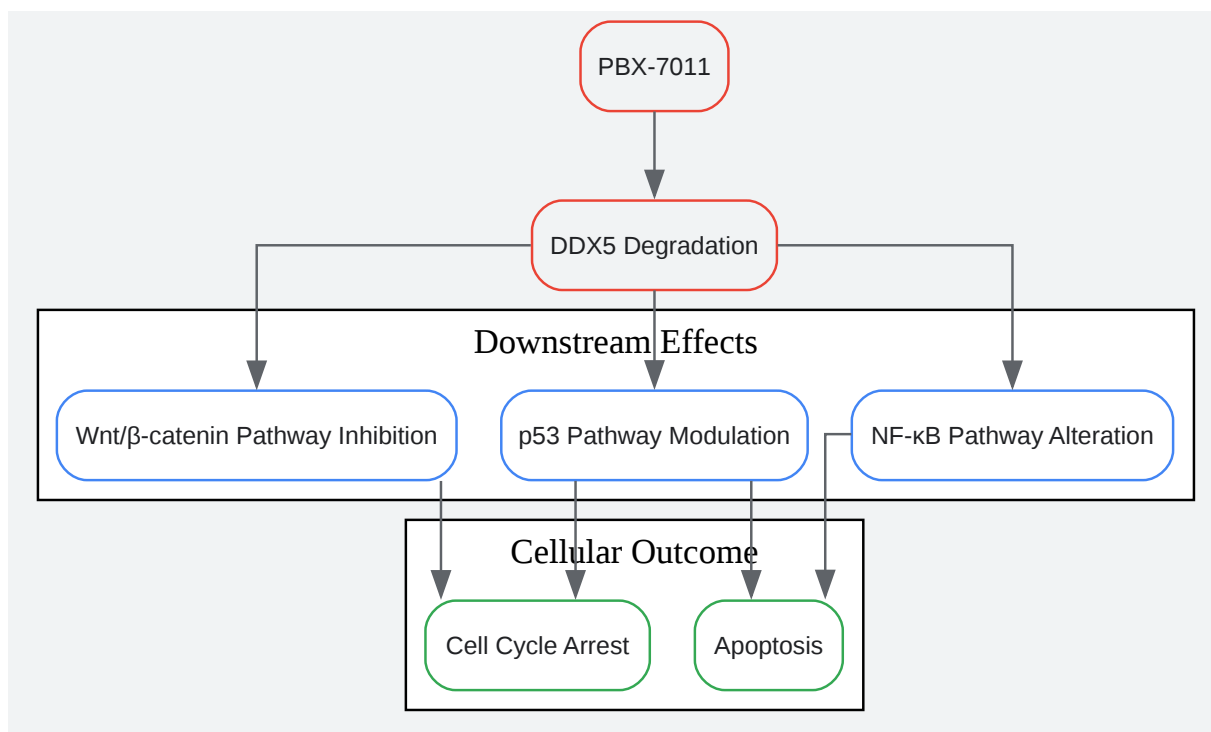 PBX-7011
DDX5 Degradation
Downstream Effects
Wnt/β-catenin Pathway Inhibition
p53 Pathway Modulation
NF-κB Pathway Alteration
Cellular Outcome
Cell Cycle Arrest
Apoptosis